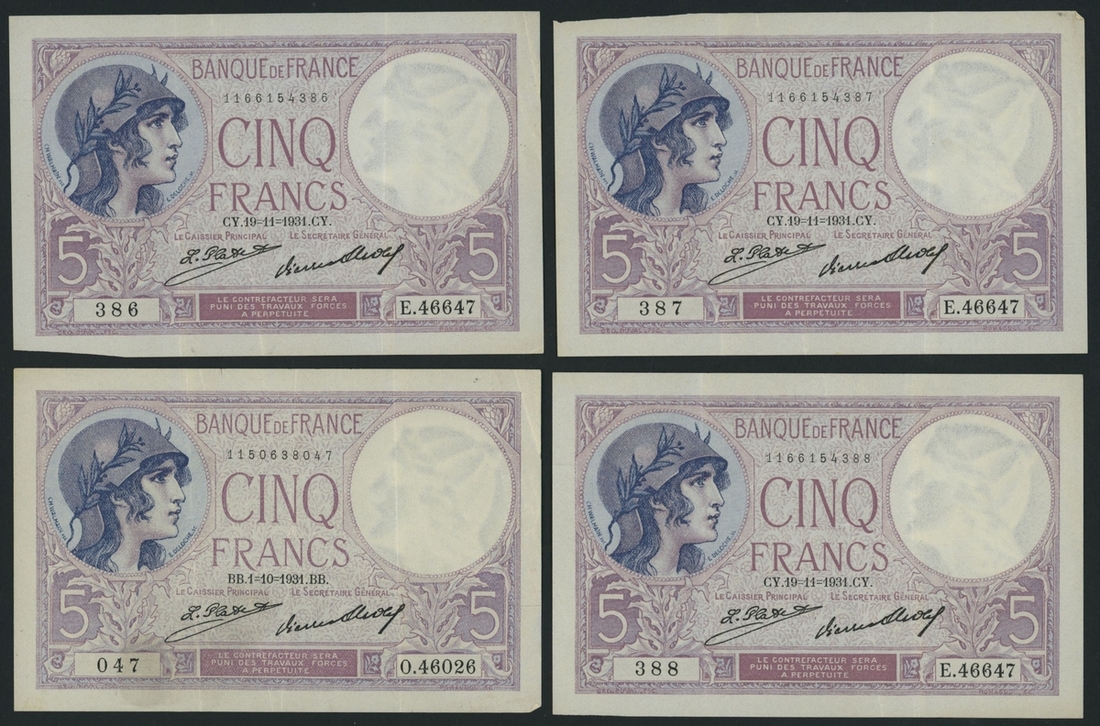 BANQUE DE FRANCE
1166154386
CINQ
FRANCS
CY.19=11=1931.CY.
LE CAISSIER PRINCIPAL LE SECRÉTAIRE GÉNÉRAL
5 5
386
LE CONTREFACTEUR SERA
PUNI DES TRAVAUX FORCÉS
A PERPÉTUITÉ
E.46647
BANQUE DE FRANCE
1166154387
CINQ
FRANCS
CY.19=11=1931.CY.
LE CAISSIER PRINCIPAL LE SECRÉTAIRE GÉNÉRAL
5 5
387
LE CONTREFACTEUR SERA
PUNI DES TRAVAUX FORCÉS
A PERPÉTUITÉ
E.46647
BANQUE DE FRANCE
1150638047
CINQ
FRANCS
BB.1=10=1931.BB.
LE CAISSIER PRINCIPAL LE SECRÉTAIRE GÉNÉRAL
5 5
047
LE CONTREFACTEUR SERA
PUNI DES TRAVAUX FORCÉS
A PERPÉTUITÉ
O.46026
BANQUE DE FRANCE
1166154388
CINQ
FRANCS
CY.19=11=1931.CY.
LE CAISSIER PRINCIPAL LE SECRÉTAIRE GÉNÉRAL
5 5
388
LE CONTREFACTEUR SERA
PUNI DES TRAVAUX FORCÉS
A PERPÉTUITÉ
E.46647